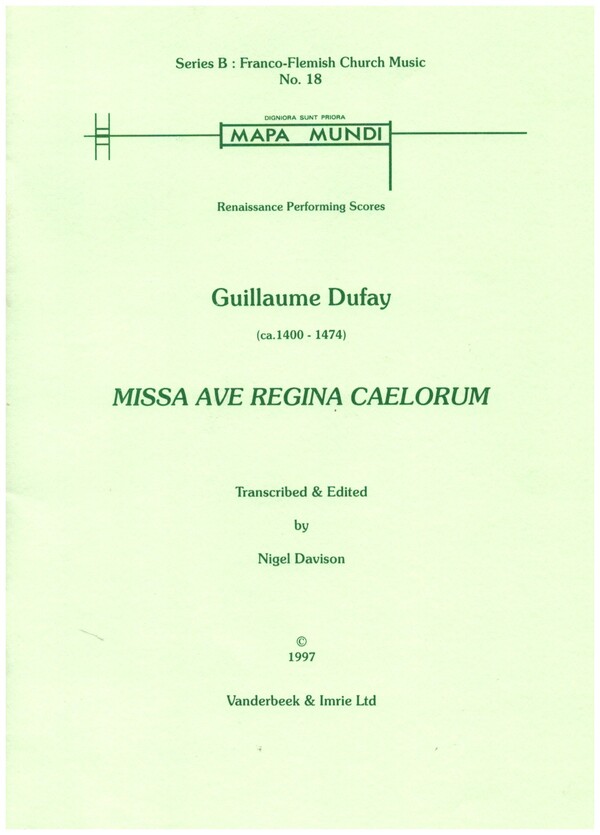 Series B : Franco-Flemish Church Music
No. 18
DIGNIORA SUNT PRIORA
MAPA MUNDI
Renaissance Performing Scores
Guillaume Dufay
(ca.1400 - 1474)
MISSA AVE REGINA CAELORUM
Transcribed & Edited
by
Nigel Davison
©
1997
Vanderbeek & Imrie Ltd